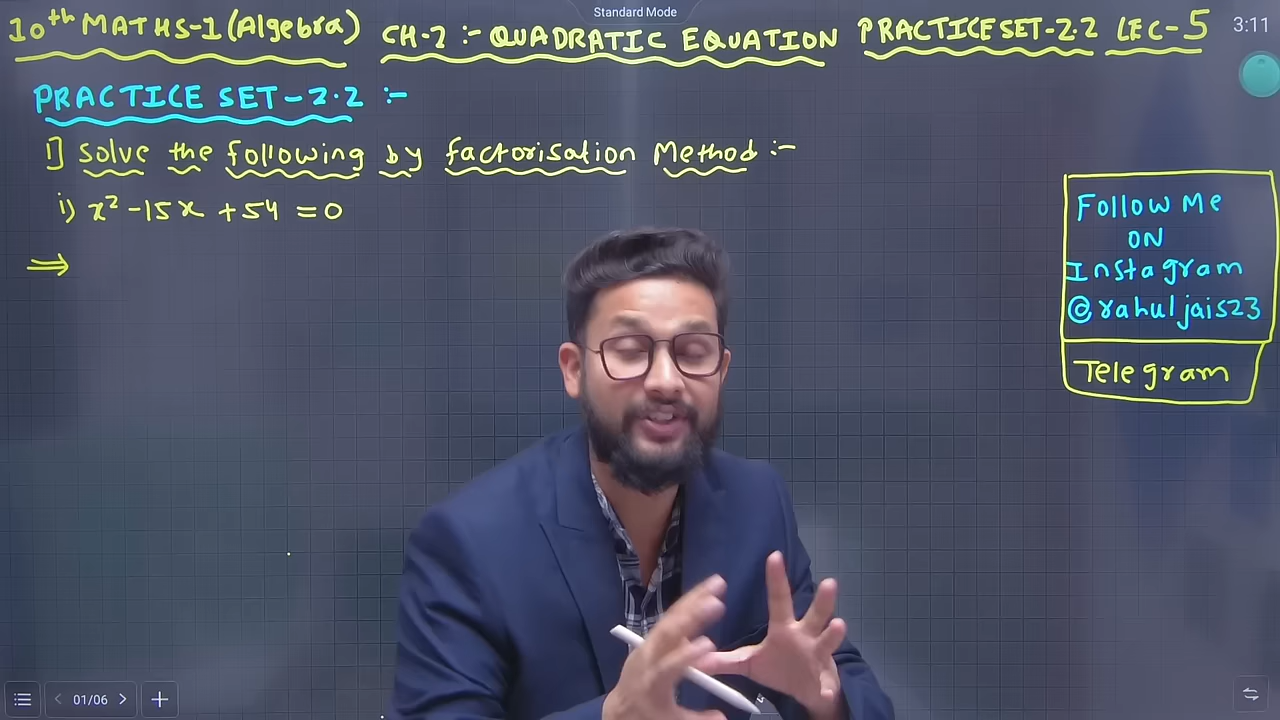 Standard Mode
10th MATHS-1 (Algebra) CH-2 :- QUADRATIC EQUATION PRACTICE SET-2.2 LEC-5 3:11
PRACTICE SET-2.2 :-
1] Solve the following by factorisation Method :-
i) x² -15x +54 = 0
⇒
Follow Me
ON
Instagram
@rahuljais23
Telegram
01/06